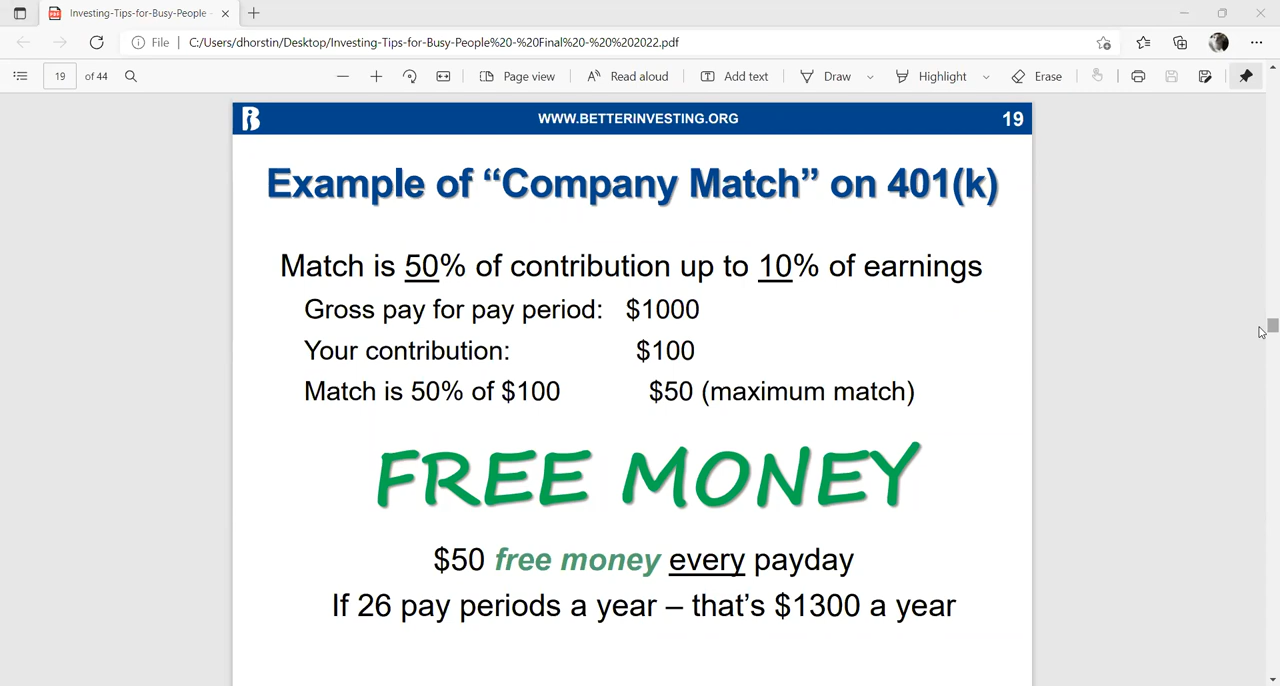 Investing-Tips-for-Busy-People -
File
C:/Users/dhorstin/Desktop/Investing-Tips-for-Busy-People%20-%20Final%20-%20%202022.pdf
19 of 44
Page view
Read aloud
Add text
Draw
Highlight
Erase
WWW.BETTERINVESTING.ORG
19
Example of “Company Match” on 401(k)
Match is 50% of contribution up to 10% of earnings
Gross pay for pay period: $1000
Your contribution: $100
Match is 50% of $100 $50 (maximum match)
FREE MONEY
$50 free money every payday
If 26 pay periods a year – that’s $1300 a year